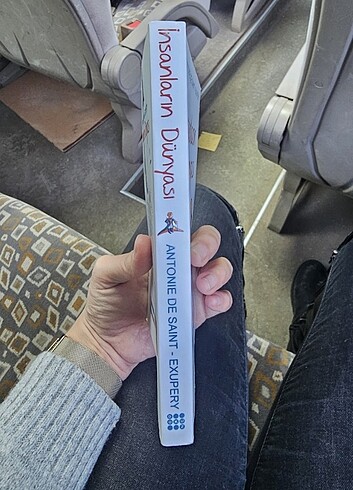 İnsanların Dünyası
ANTONIE DE SAINT - EXUPERY